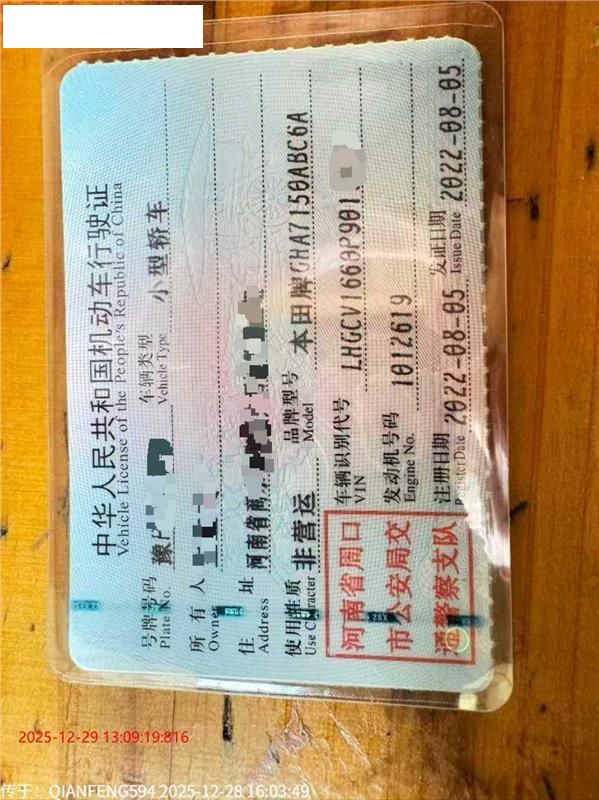 中华人民共和国机动车行驶证
Vehicle License of the People's Republic of China
号牌号码 豫 车辆类型 小型轿车
Plate No. Vehicle Type
所有人
Owner
住址 河南省商
Address
使用性质 非营运 品牌型号 本田牌GHA7150ABC6A
Use Character Model
河南省周口
市公安局交
通警察支队
车辆识别代号 LHGCV1660P901
VIN
发动机号码 1012619
Engine No.
注册日期 2022-08-05 发证日期 2022-08-05
Register Date Issue Date
2025-12-29 13:09:19:816
传于：QIANFENG594 2025-12-28 16:03:49